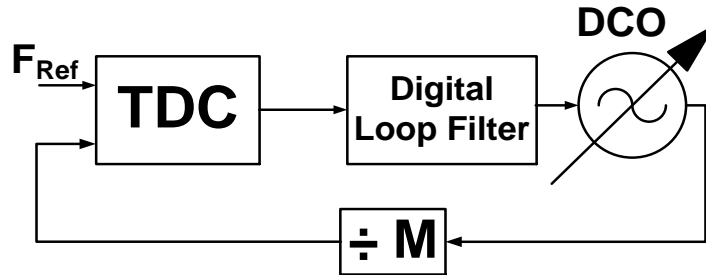 DCO
F_Ref
TDC
Digital
Loop Filter
÷ M